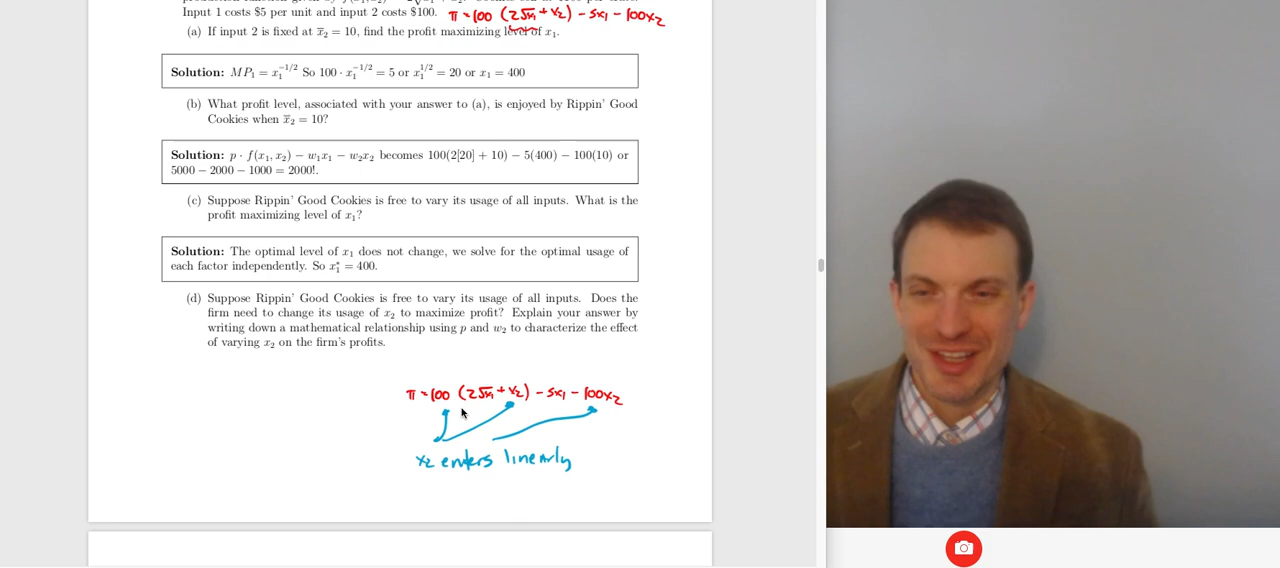 Input 1 costs $5 per unit and input 2 costs $100. π = 100 (2√x₁ + x₂) - 5x₁ - 100x₂
(a) If input 2 is fixed at x̅₂ = 10, find the profit maximizing level of x₁.
Solution: MP₁ = x₁^{-1/2} So 100 · x₁^{-1/2} = 5 or x₁^{1/2} = 20 or x₁ = 400
(b) What profit level, associated with your answer to (a), is enjoyed by Rippin' Good
Cookies when x̅₂ = 10?
Solution: p · f(x₁, x₂) − w₁x₁ − w₂x₂ becomes 100(2[20] + 10) − 5(400) − 100(10) or
5000 − 2000 − 1000 = 2000!.
(c) Suppose Rippin' Good Cookies is free to vary its usage of all inputs. What is the
profit maximizing level of x₁?
Solution: The optimal level of x₁ does not change, we solve for the optimal usage of
each factor independently. So x₁* = 400.
(d) Suppose Rippin' Good Cookies is free to vary its usage of all inputs. Does the
firm need to change its usage of x₂ to maximize profit? Explain your answer by
writing down a mathematical relationship using p and w₂ to characterize the effect
of varying x₂ on the firm's profits.
π = 100 (2√x₁ + x₂) - 5x₁ - 100x₂
x₂ enters linearly